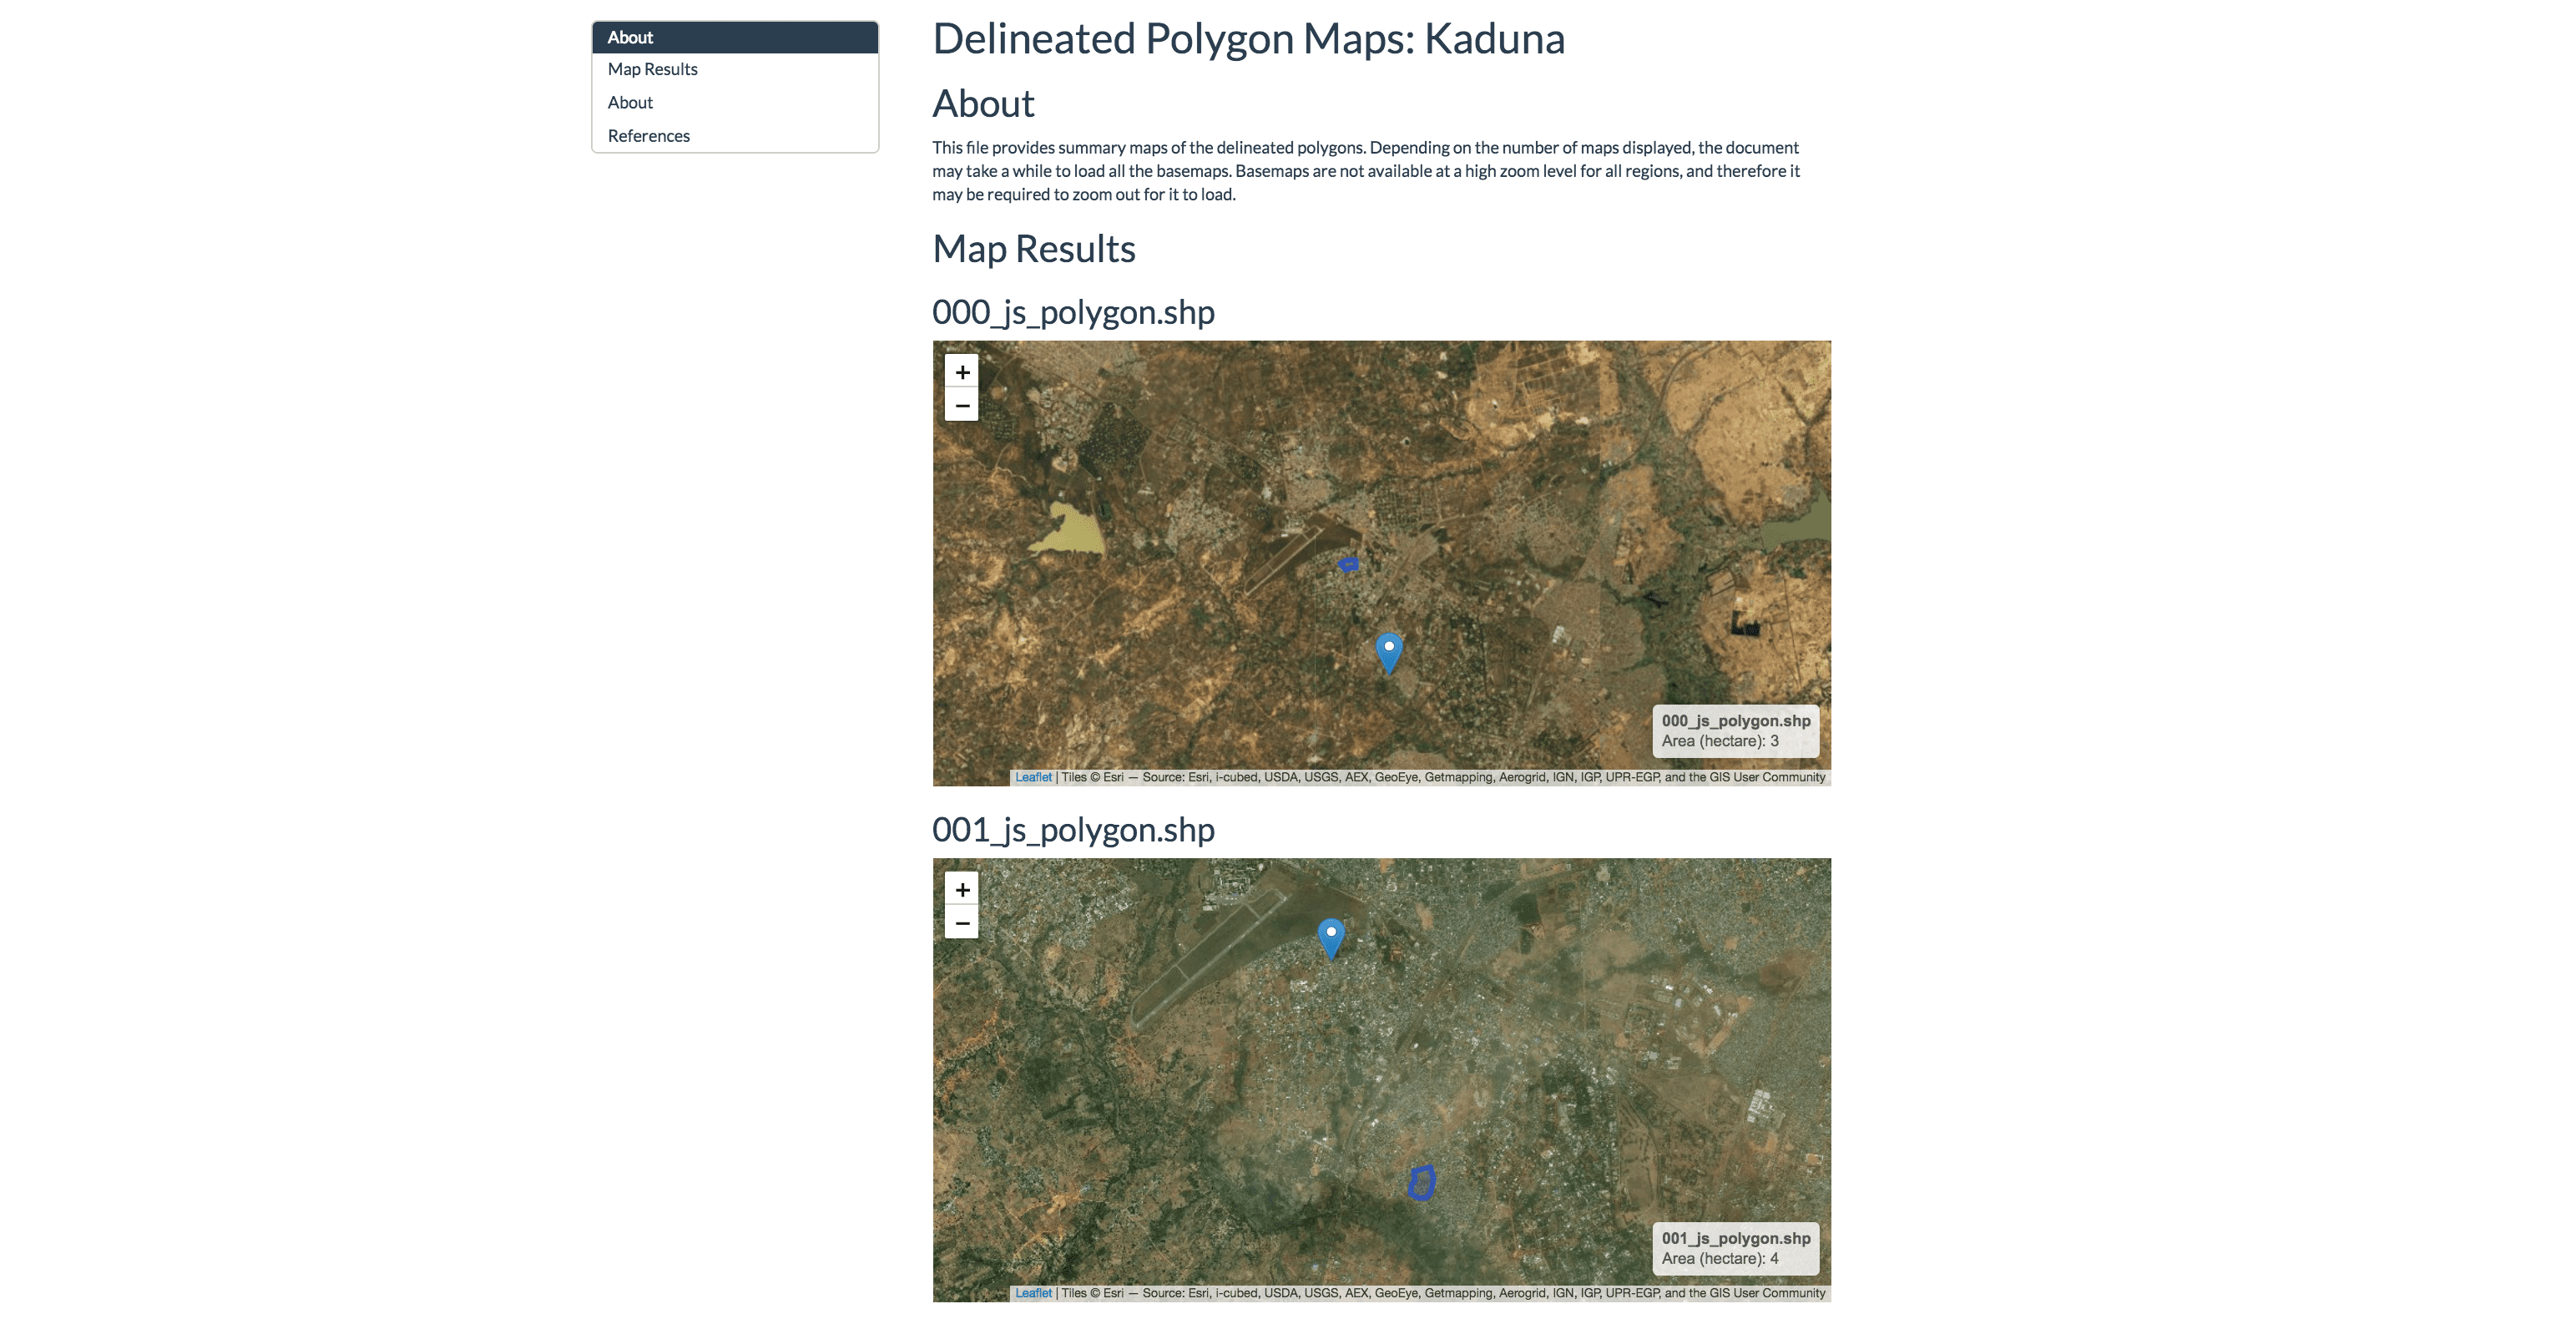 About
Map Results
About
References
Delineated Polygon Maps: Kaduna
About
This file provides summary maps of the delineated polygons. Depending on the number of maps displayed, the document
may take a while to load all the basemaps. Basemaps are not available at a high zoom level for all regions, and therefore it
may be required to zoom out for it to load.
Map Results
000_js_polygon.shp
+
−
000_js_polygon.shp
Area (hectare): 3
Leaflet | Tiles © Esri — Source: Esri, i-cubed, USDA, USGS, AEX, GeoEye, Getmapping, Aerogrid, IGN, IGP, UPR-EGP, and the GIS User Community
001_js_polygon.shp
+
−
001_js_polygon.shp
Area (hectare): 4
Leaflet | Tiles © Esri — Source: Esri, i-cubed, USDA, USGS, AEX, GeoEye, Getmapping, Aerogrid, IGN, IGP, UPR-EGP, and the GIS User Community